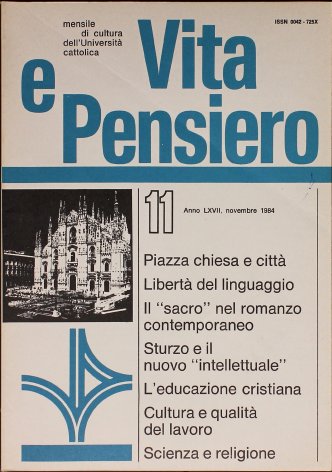 mensile
di cultura
dell'Università
cattolica
ISSN 0042 - 725X
Vita
e Pensiero
11
Anno LXVII, novembre 1984
Piazza chiesa e città
Libertà del linguaggio
Il "sacro" nel romanzo
contemporaneo
Sturzo e il
nuovo "intellettuale"
L'educazione cristiana
Cultura e qualità
del lavoro
Scienza e religione